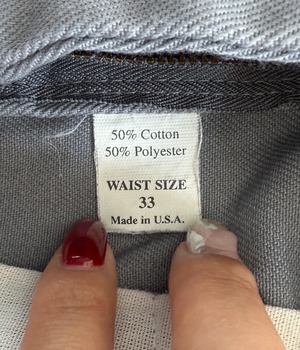 50% Cotton
50% Polyester
WAIST SIZE
33
Made in U.S.A.